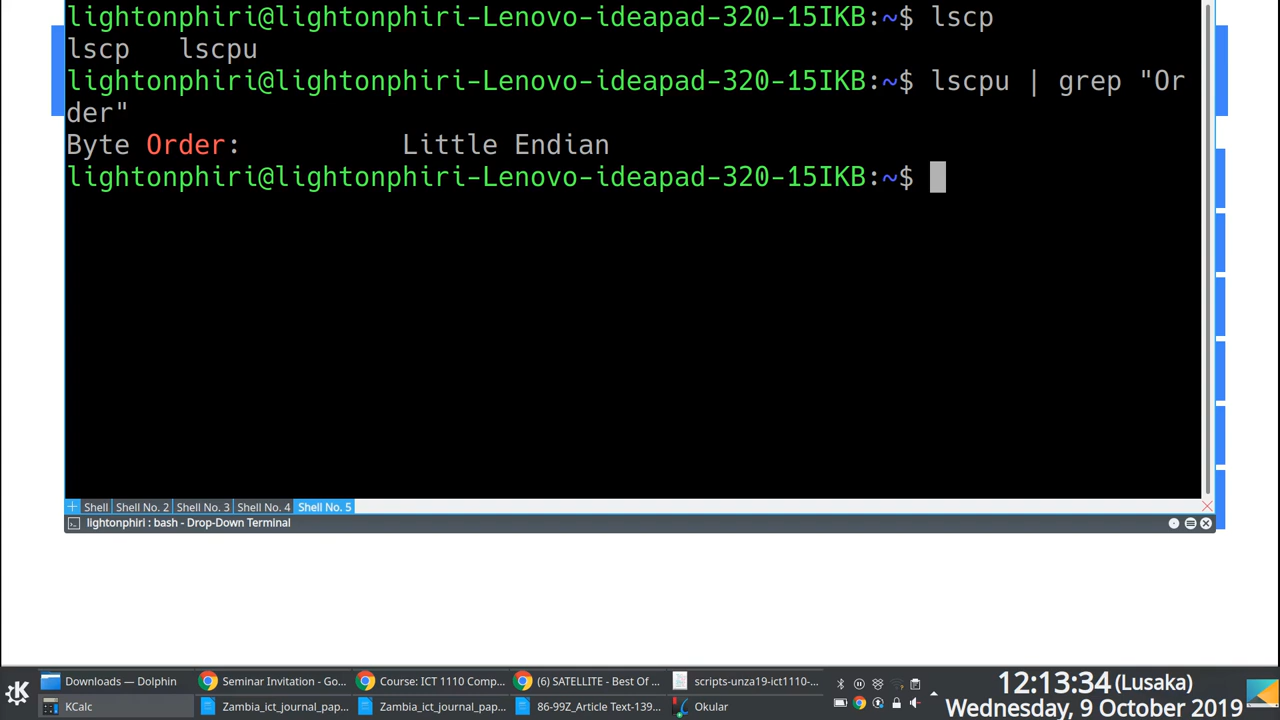 lightonphiri@lightonphiri-Lenovo-ideapad-320-15IKB:~$ lscp
lscp   lscpu
lightonphiri@lightonphiri-Lenovo-ideapad-320-15IKB:~$ lscpu | grep "Or
der"
Byte Order:          Little Endian
lightonphiri@lightonphiri-Lenovo-ideapad-320-15IKB:~$
Shell Shell No. 2 Shell No. 3 Shell No. 4 Shell No. 5
lightonphiri : bash - Drop-Down Terminal
Downloads — Dolphin Seminar Invitation - Go... Course: ICT 1110 Comp... (6) SATELLITE - Best Of ... scripts-unza19-ict1110-... 12:13:34 (Lusaka)
KCalc Zambia_ict_journal_pap... Zambia_ict_journal_pap... 86-99Z_Article Text-139... Okular Wednesday, 9 October 2019